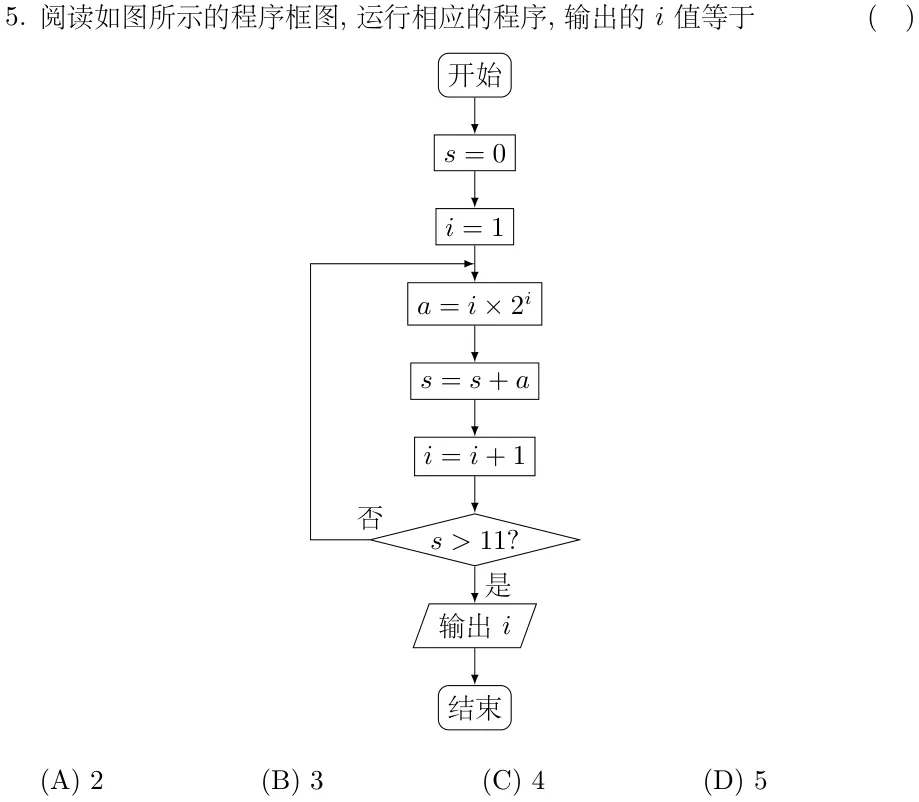 5. 阅读如图所示的程序框图, 运行相应的程序, 输出的 i 值等于 ( )
开始
s = 0
i = 1
a = i × 2^i
s = s + a
i = i + 1
否
s > 11?
是
输出 i
结束
(A) 2 (B) 3 (C) 4 (D) 5